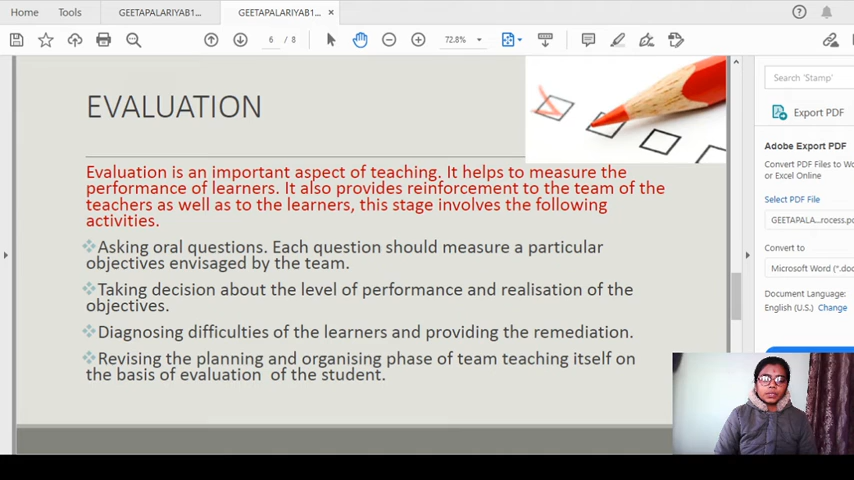 Home
Tools
GEETAPALARIYAB1...
GEETAPALARIYAB1... ×
6 / 8
72.8%
EVALUATION
Evaluation is an important aspect of teaching. It helps to measure the
performance of learners. It also provides reinforcement to the team of the
teachers as well as to the learners, this stage involves the following
activities.
Asking oral questions. Each question should measure a particular
objectives envisaged by the team.
Taking decision about the level of performance and realisation of the
objectives.
Diagnosing difficulties of the learners and providing the remediation.
Revising the planning and organising phase of team teaching itself on
the basis of evaluation of the student.
Search 'Stamp'
Export PDF
Adobe Export PDF
Convert PDF Files to Wo
or Excel Online
Select PDF File
GEETAPALA...rocess.pd
Convert to
Microsoft Word (*.doc
Document Language:
English (U.S.) Change